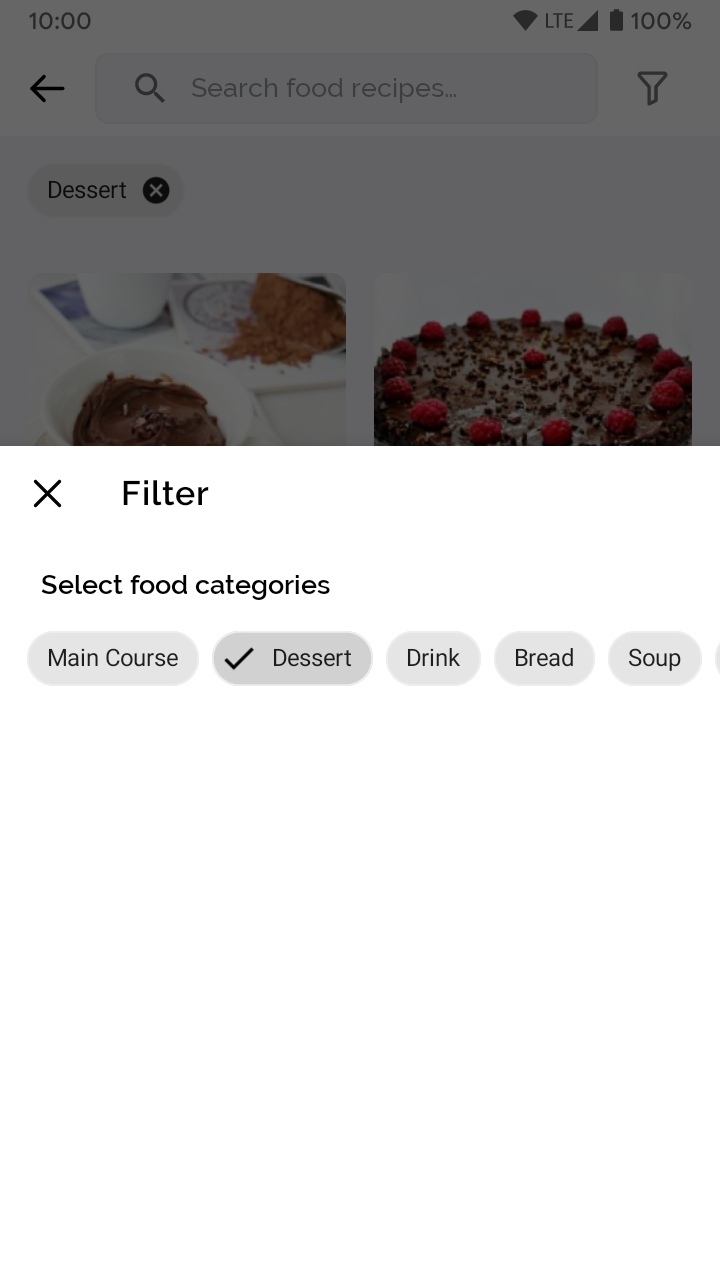 10:00 LTE 100%
Search food recipes…
Dessert
Filter
Select food categories
Main Course Dessert Drink Bread Soup